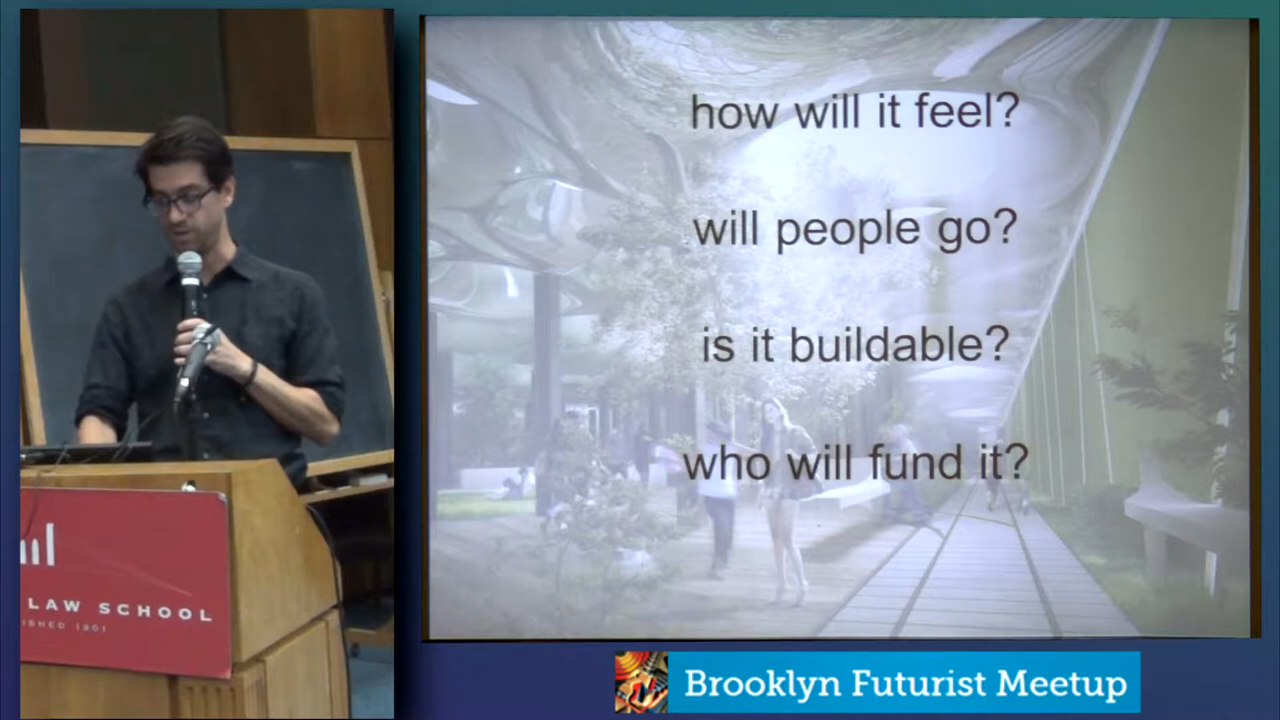 how will it feel?
will people go?
is it buildable?
who will fund it?
LAW SCHOOL
1901
Brooklyn Futurist Meetup